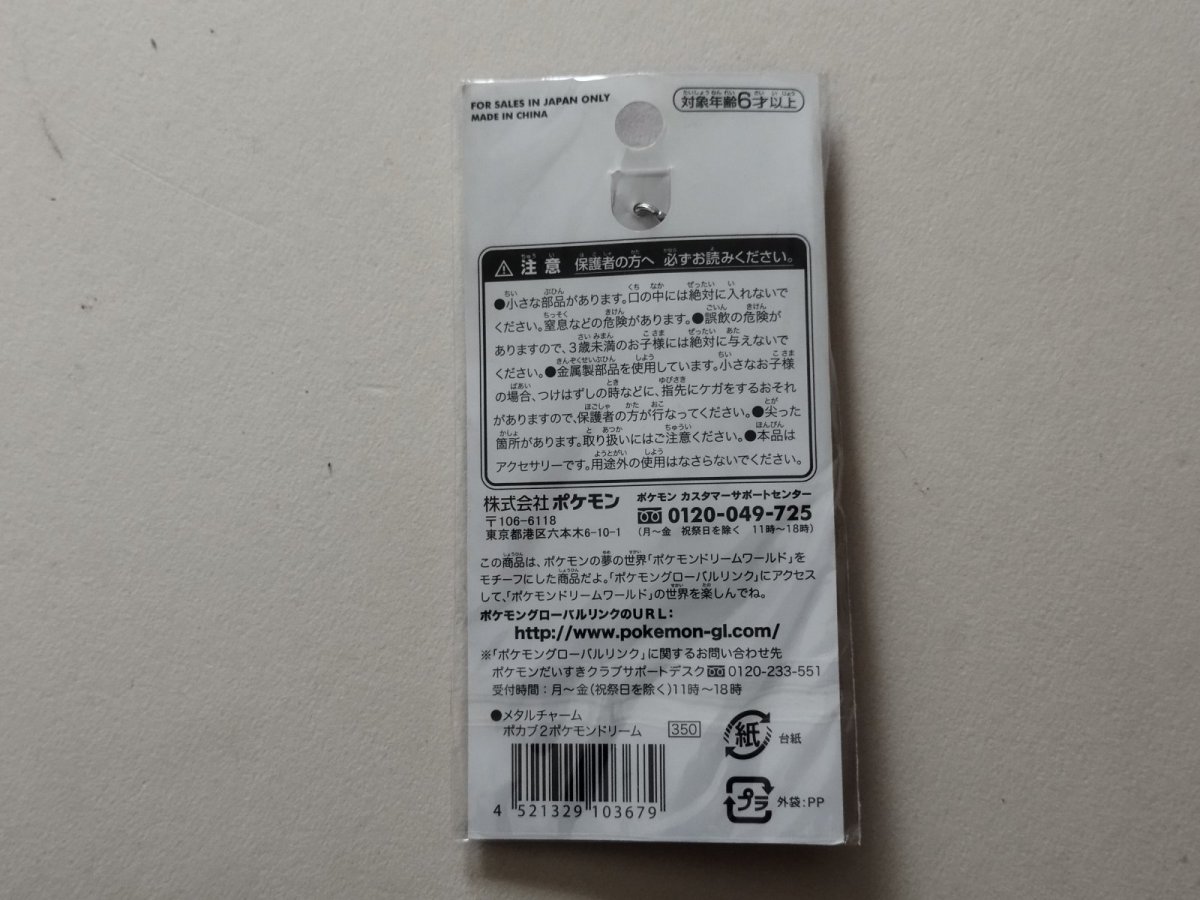 FOR SALES IN JAPAN ONLY
MADE IN CHINA
対象年齢6才以上
注意 保護者の方へ 必ずお読みください。
●小さな部品があります。口の中には絶対に入れないで
ください。窒息などの危険があります。●誤飲の危険が
ありますので、3歳未満のお子様には絶対に与えないで
ください。●金属製部品を使用しています。小さなお子様
の場合、つけはずしの時などに、指先にケガをするおそれ
がありますので、保護者の方が行なってください。●尖った
箇所があります。取り扱いにはご注意ください。●本品は
アクセサリーです。用途外の使用はなさらないでください。
株式会社 ポケモン
〒106-6118
東京都港区六本木6-10-1
ポケモン カスタマーサポートセンター
0120-049-725
(月〜金 祝祭日を除く 11時〜18時)
この商品は、ポケモンの夢の世界「ポケモンドリームワールド」を
モチーフにした商品だよ。「ポケモングローバルリンク」にアクセス
して、「ポケモンドリームワールド」の世界を楽しんでね。
ポケモングローバルリンクのURL:
http://www.pokemon-gl.com/
※「ポケモングローバルリンク」に関するお問い合わせ先
ポケモンだいすきクラブサポートデスク 0120-233-551
受付時間:月〜金(祝祭日を除く)11時〜18時
●メタルチャーム
ポカブ2ポケモンドリーム 350
紙 台紙
プラ 外袋:PP
4 521329 103679